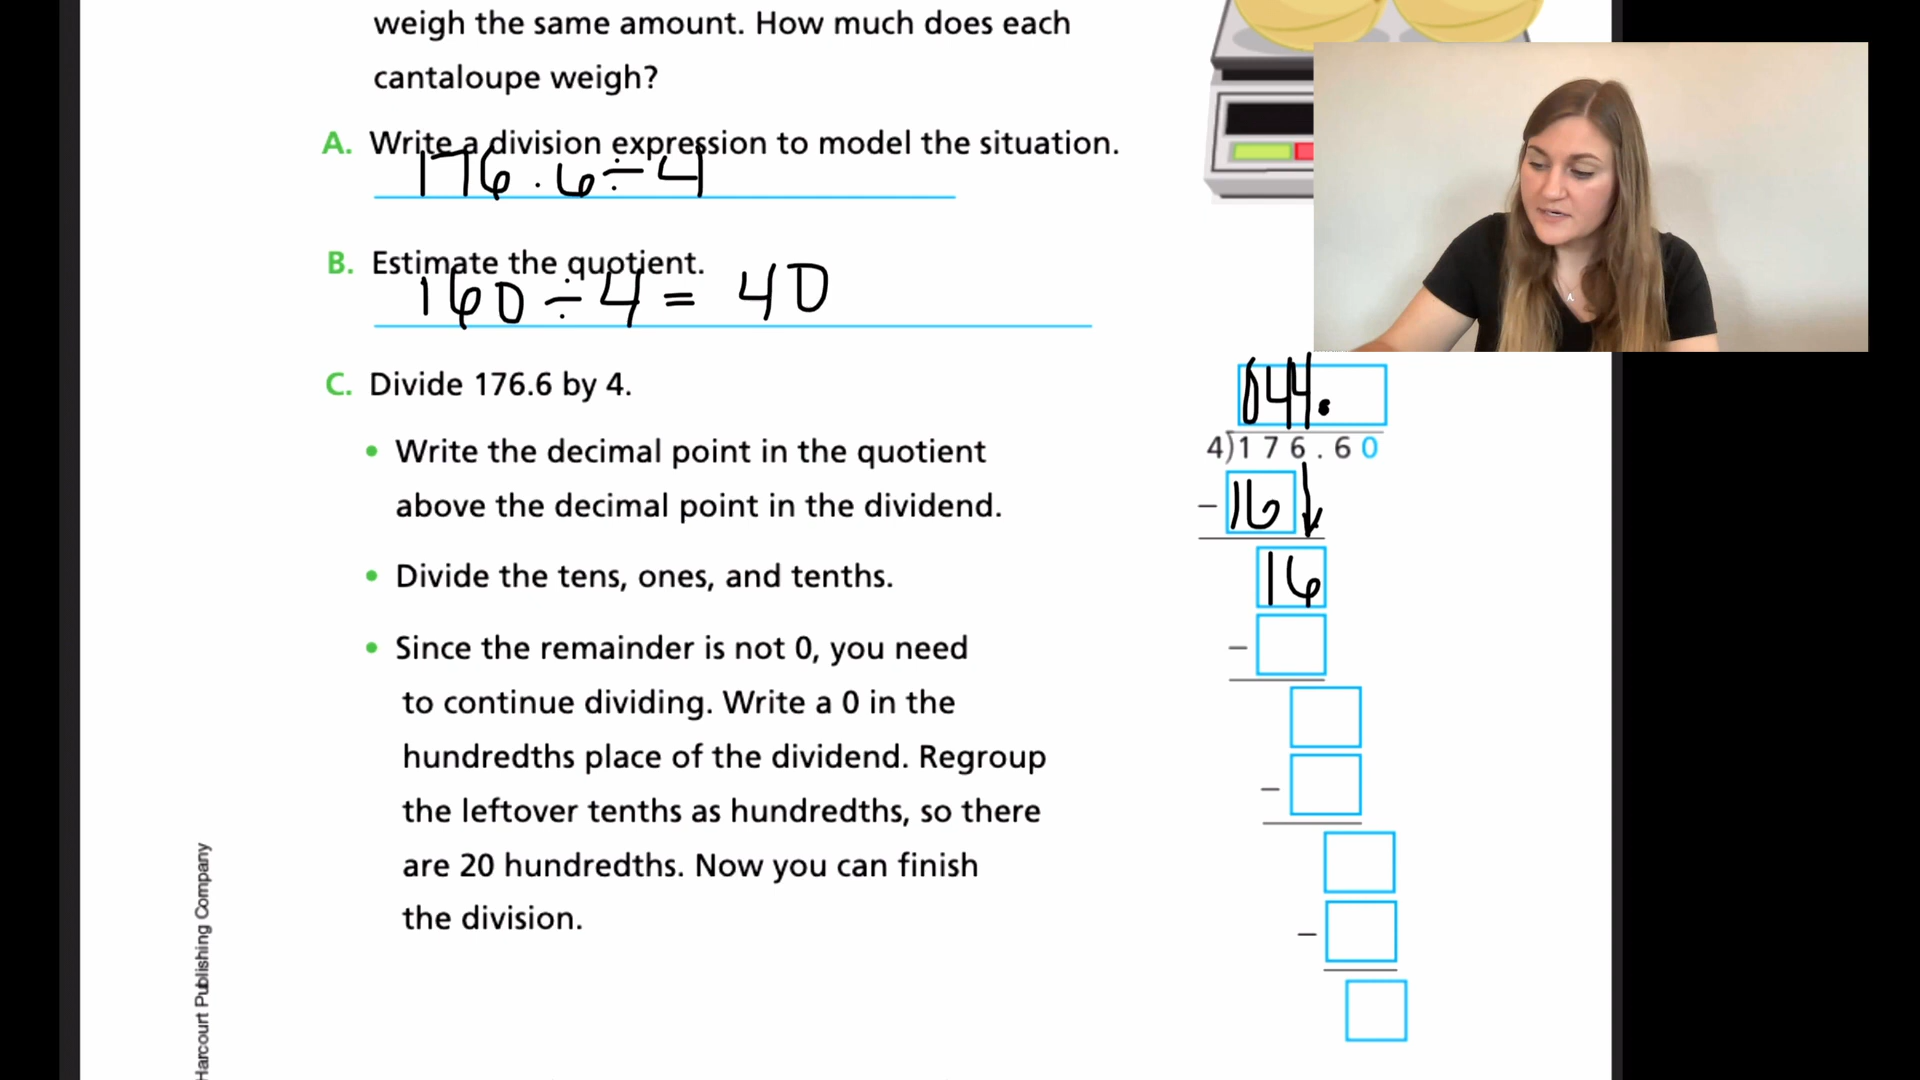 weigh the same amount. How much does each
cantaloupe weigh?
A. Write a division expression to model the situation.
176.6÷4
B. Estimate the quotient.
160÷4= 40
C. Divide 176.6 by 4.
• Write the decimal point in the quotient
above the decimal point in the dividend.
• Divide the tens, ones, and tenths.
• Since the remainder is not 0, you need
to continue dividing. Write a 0 in the
hundredths place of the dividend. Regroup
the leftover tenths as hundredths, so there
are 20 hundredths. Now you can finish
the division.
044.
4)176.60
−16
16
−
−
−
Harcourt Publishing Company